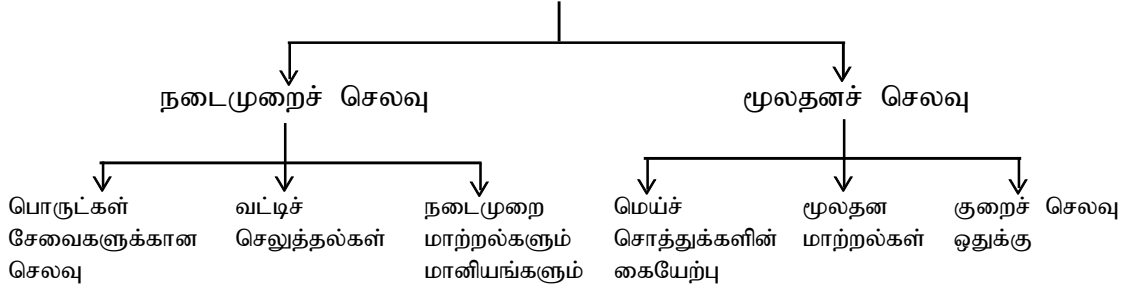 நடைமுறைச் செலவு
மூலதனச் செலவு
பொருட்கள்
சேவைகளுக்கான
செலவு
வட்டிச்
செலுத்தல்கள்
நடைமுறை
மாற்றல்களும்
மானியங்களும்
மெய்ச்
சொத்துக்களின்
கையேற்பு
மூலதன
மாற்றல்கள்
குறைச் செலவு
ஒதுக்கு